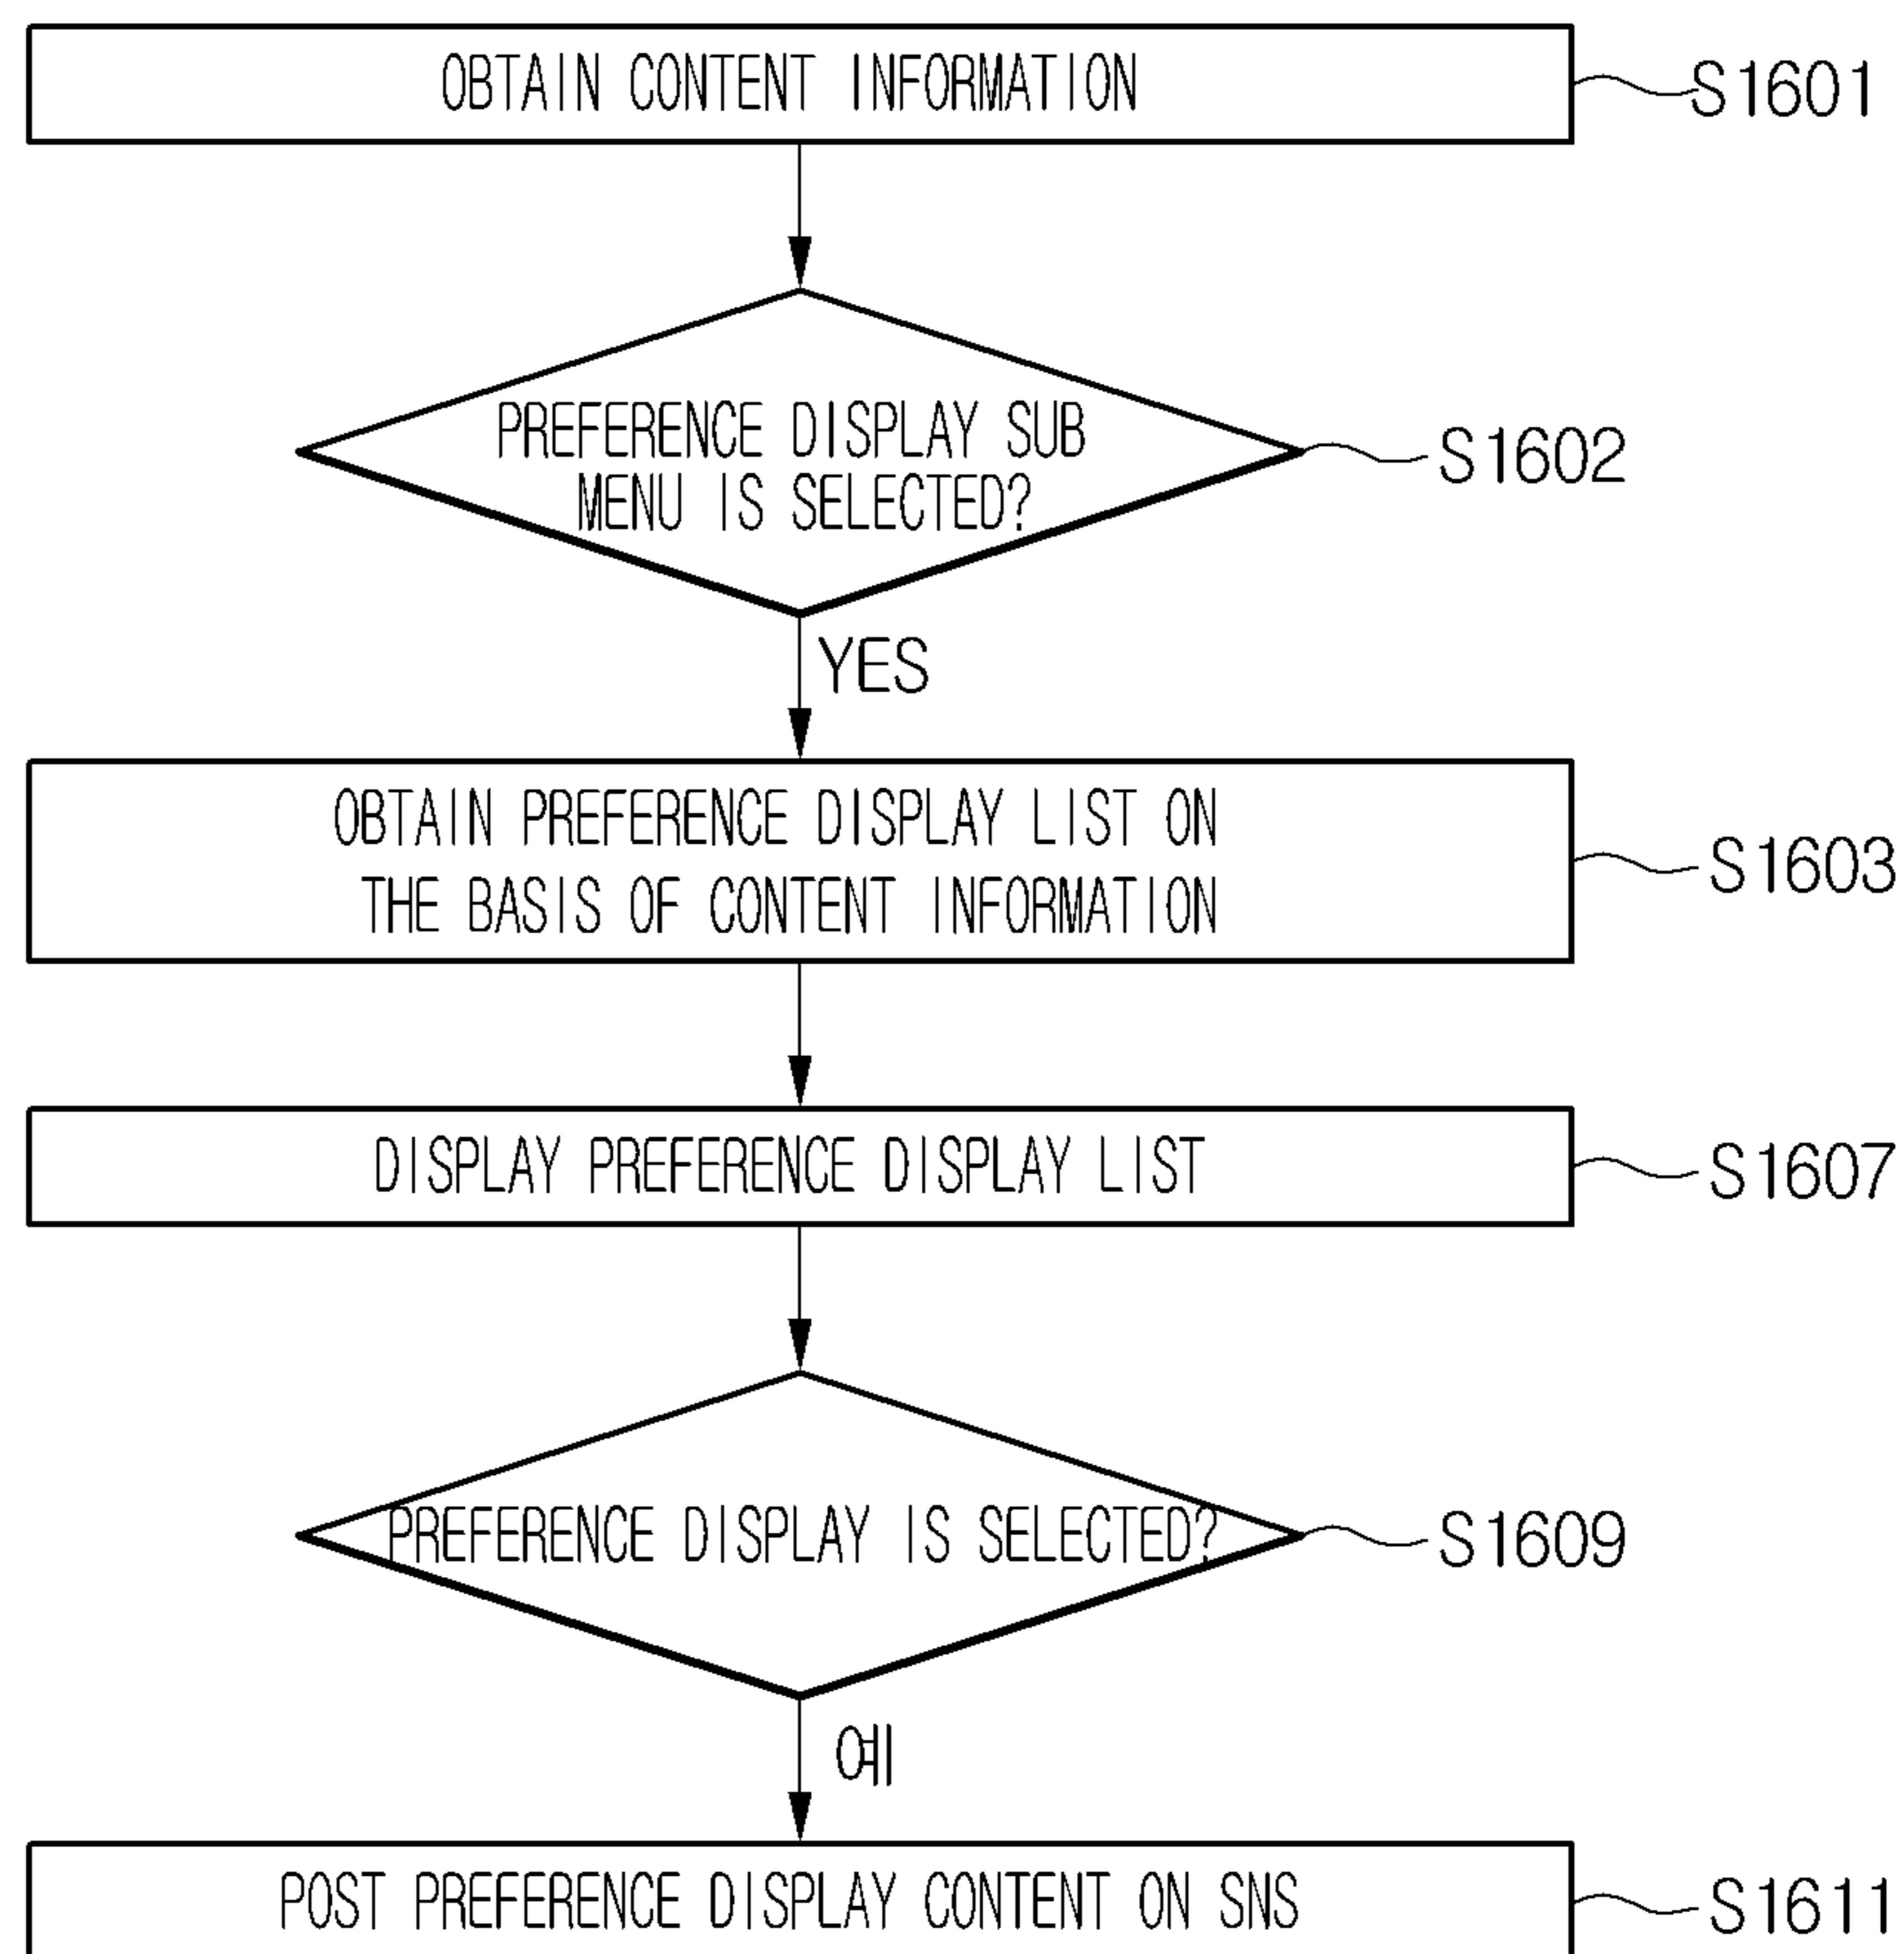 OBTAIN CONTENT INFORMATION
S1601
PREFERENCE DISPLAY SUB
MENU IS SELECTED?
S1602
YES
OBTAIN PREFERENCE DISPLAY LIST ON
THE BASIS OF CONTENT INFORMATION
S1603
DISPLAY PREFERENCE DISPLAY LIST
S1607
PREFERENCE DISPLAY IS SELECTED?
S1609
예
POST PREFERENCE DISPLAY CONTENT ON SNS
S1611